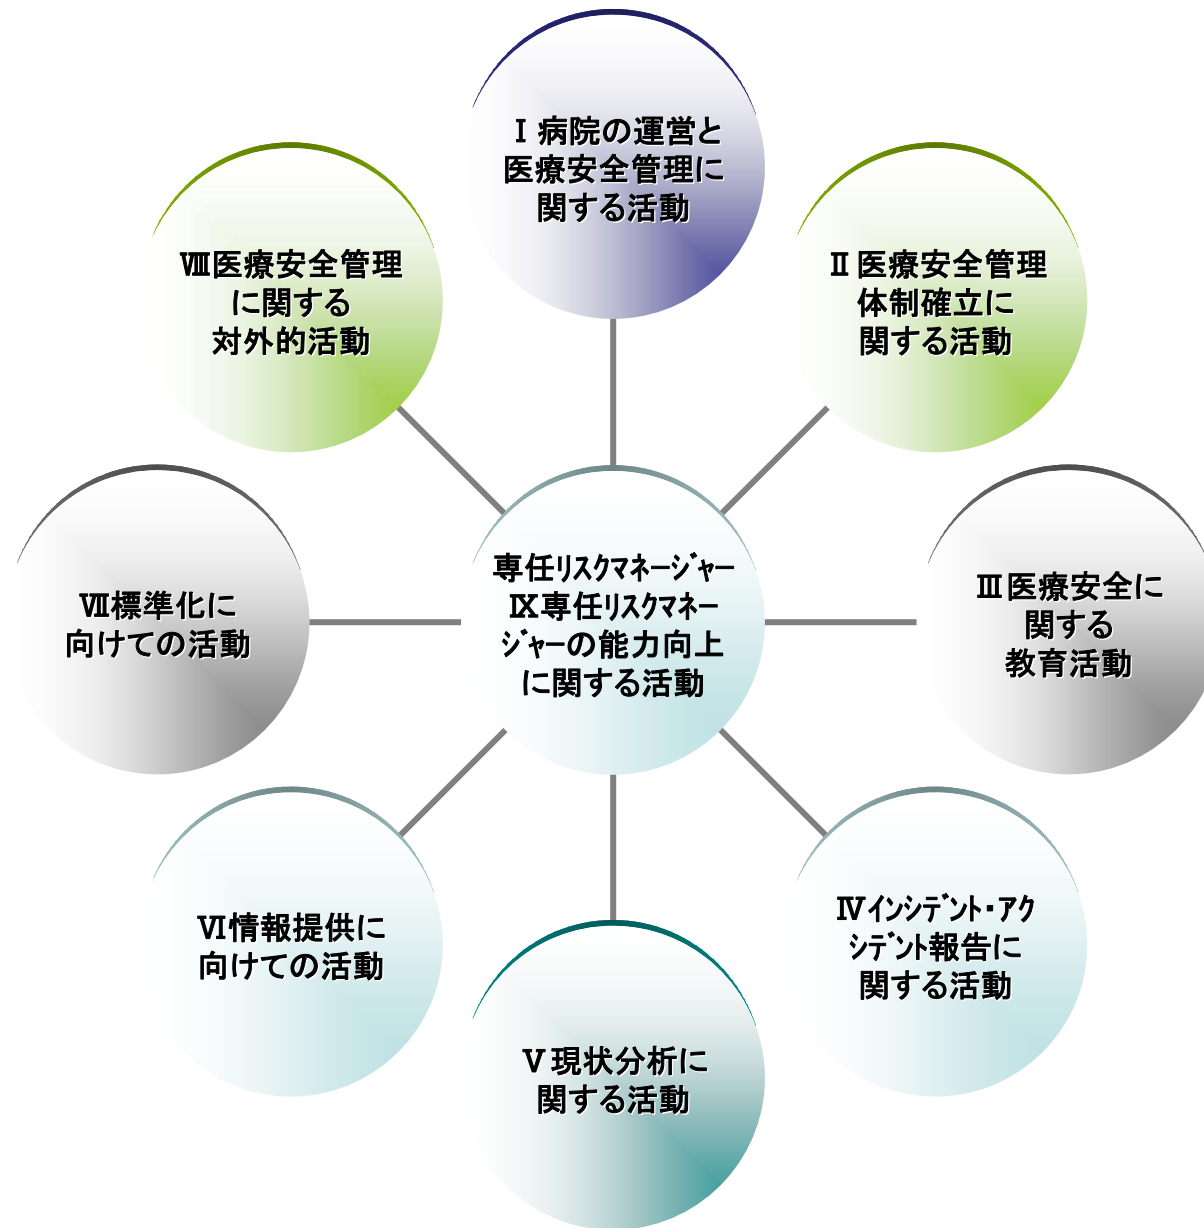 Ⅰ病院の運営と
医療安全管理に
関する活動
Ⅱ医療安全管理
体制確立に
関する活動
Ⅲ医療安全に
関する
教育活動
Ⅳインシデント・アク
シデント報告に
関する活動
Ⅴ現状分析に
関する活動
Ⅵ情報提供に
向けての活動
Ⅶ標準化に
向けての活動
Ⅷ医療安全管理
に関する
対外的活動
専任リスクマネージャー
Ⅸ専任リスクマネー
ジャーの能力向上
に関する活動